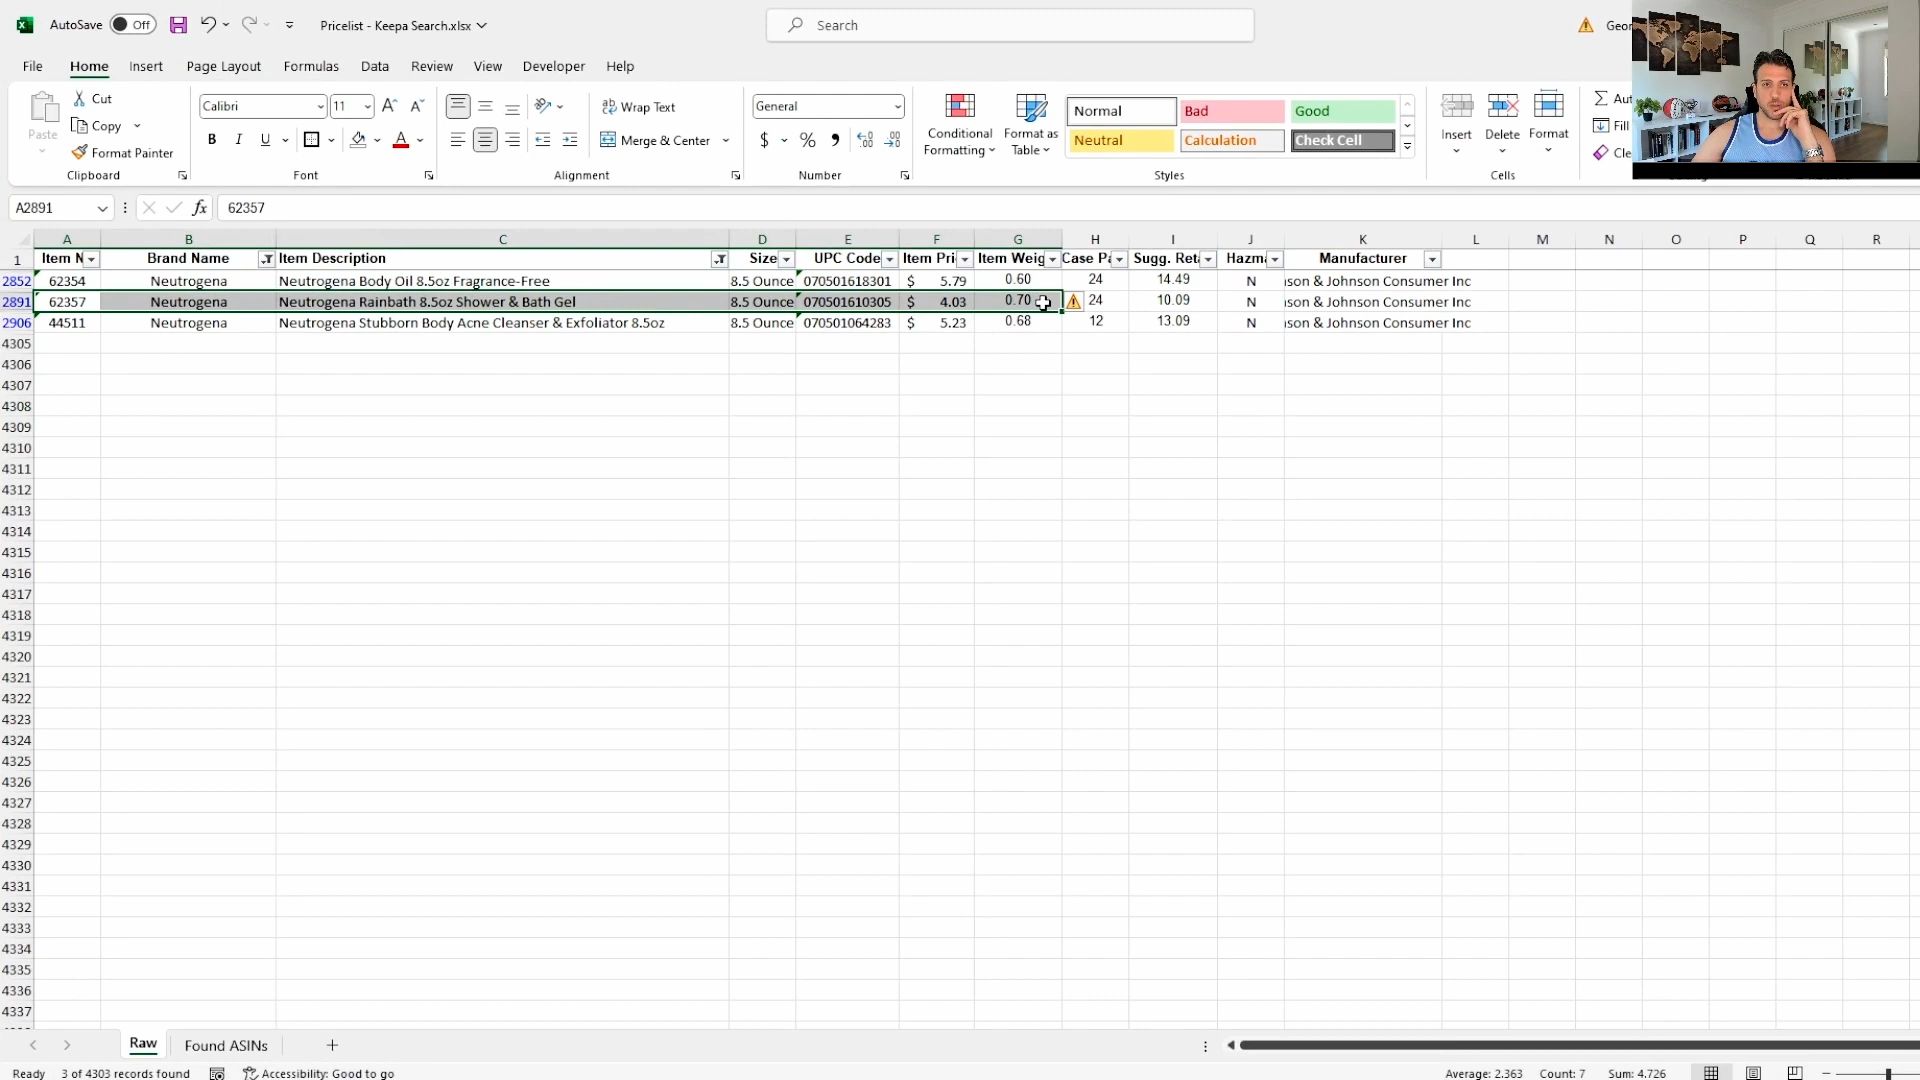 AutoSave Off Pricelist - Keepa Search.xlsx Search Geor
File Home Insert Page Layout Formulas Data Review View Developer Help
Paste Cut Copy Format Painter Clipboard
Calibri 11 B I U Font
Wrap Text Merge & Center Alignment
General $ % Number
Conditional Formatting Format as Table
Normal Bad Good
Neutral Calculation Check Cell
Styles
Insert Delete Format Cells
Aut
Fill
Cle
A2891 fx 62357
A B C D E F G H I J K L M N O P Q R
1 Item N Brand Name Item Description Size UPC Code Item Pri Item Weig Case Pa Sugg. Reta Hazma Manufacturer
2852 62354 Neutrogena Neutrogena Body Oil 8.5oz Fragrance-Free 8.5 Ounce 070501618301 $ 5.79 0.60 24 14.49 N ison & Johnson Consumer Inc
2891 62357 Neutrogena Neutrogena Rainbath 8.5oz Shower & Bath Gel 8.5 Ounce 070501610305 $ 4.03 0.70 24 10.09 N ison & Johnson Consumer Inc
2906 44511 Neutrogena Neutrogena Stubborn Body Acne Cleanser & Exfoliator 8.5oz 8.5 Ounce 070501064283 $ 5.23 0.68 12 13.09 N ison & Johnson Consumer Inc
4305
4306
4307
4308
4309
4310
4311
4312
4313
4314
4315
4316
4317
4318
4319
4320
4321
4322
4323
4324
4325
4326
4327
4328
4329
4330
4331
4332
4333
4334
4335
4336
4337
Raw Found ASINs
Ready 3 of 4303 records found Accessibility: Good to go Average: 2.363 Count: 7 Sum: 4.726